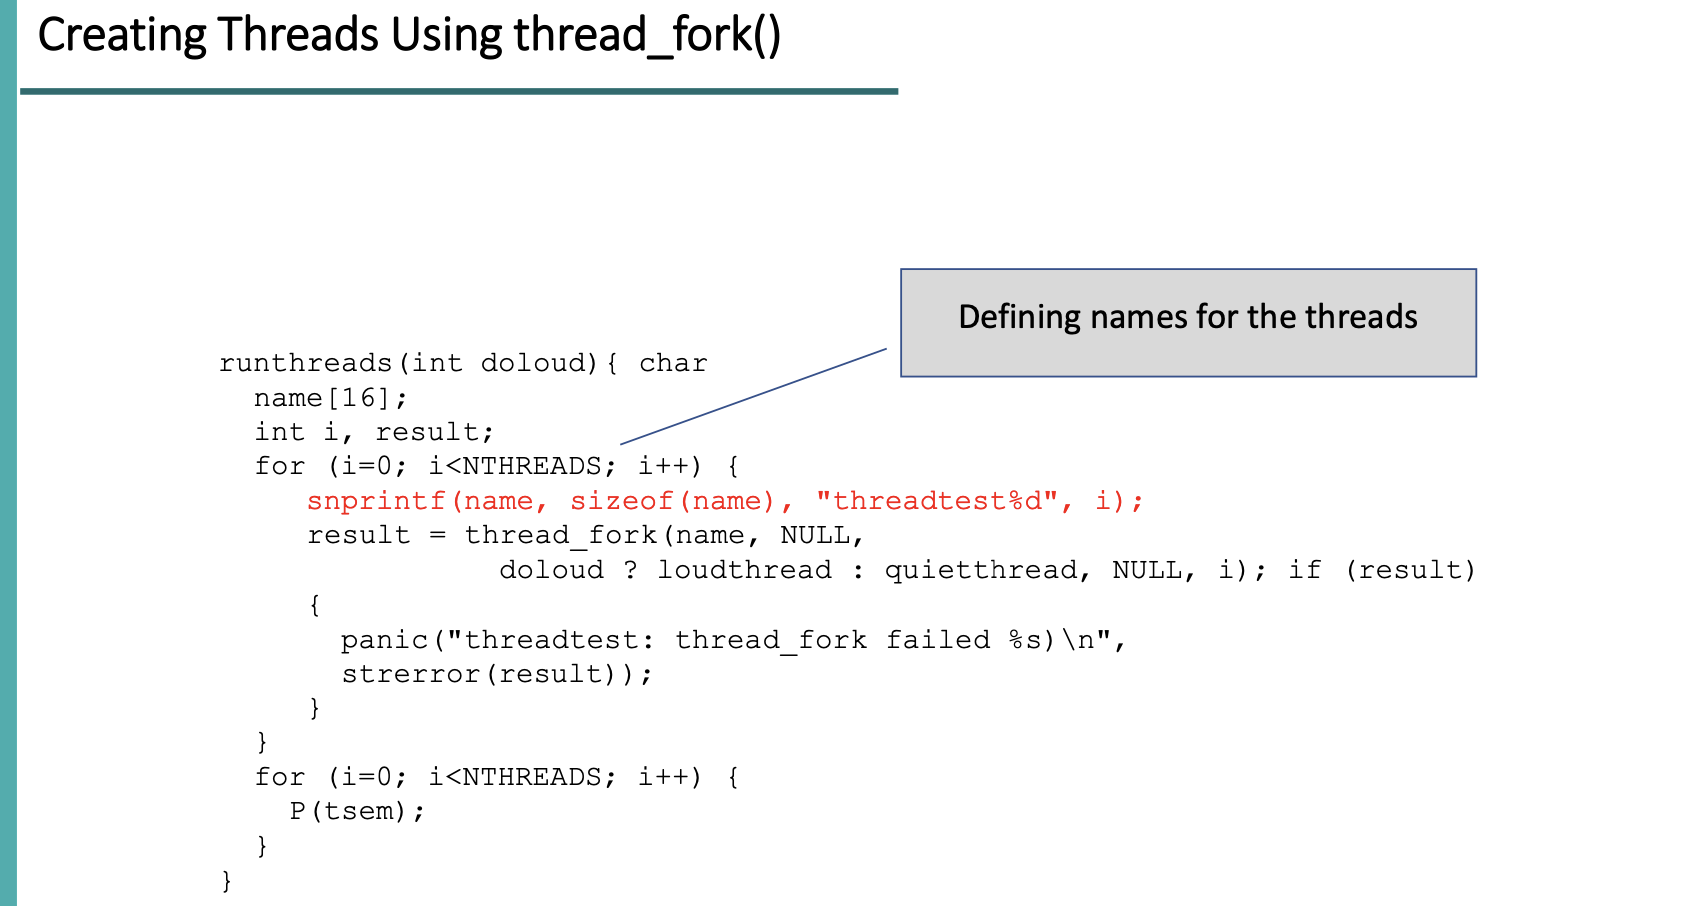 Creating Threads Using thread_fork()
Defining names for the threads
runthreads(int doloud){ char
name[16];
int i, result;
for (i=0; i<NTHREADS; i++) {
snprintf(name, sizeof(name), "threadtest%d", i);
result = thread_fork(name, NULL,
doloud ? loudthread : quietthread, NULL, i); if (result)
{
panic("threadtest: thread_fork failed %s)\n",
strerror(result));
}
}
for (i=0; i<NTHREADS; i++) {
P(tsem);
}
}